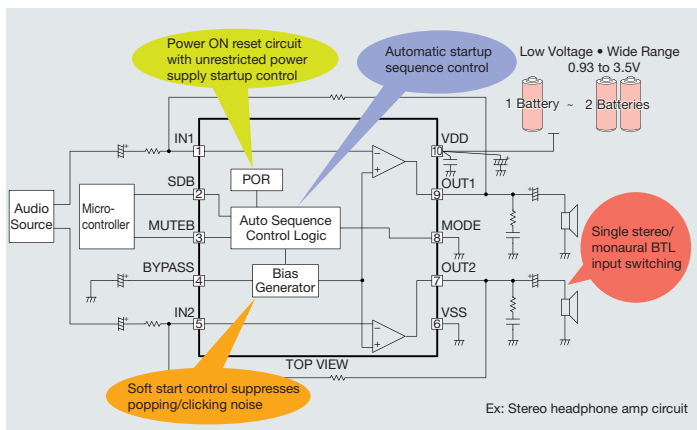 Power ON reset circuit
with unrestricted power
supply startup control
Automatic startup
sequence control
Low Voltage • Wide Range
0.93 to 3.5V
1 Battery ~ 2 Batteries
IN1
1
VDD
10
POR
SDB
2
OUT1
9
Audio
Source
Micro-
controller
Auto Sequence
Control Logic
MUTEB
3
MODE
8
Single stereo/
monaural BTL
input switching
BYPASS
4
Bias
Generator
OUT2
7
IN2
5
VSS
6
TOP VIEW
Soft start control suppresses
popping/clicking noise
Ex: Stereo headphone amp circuit